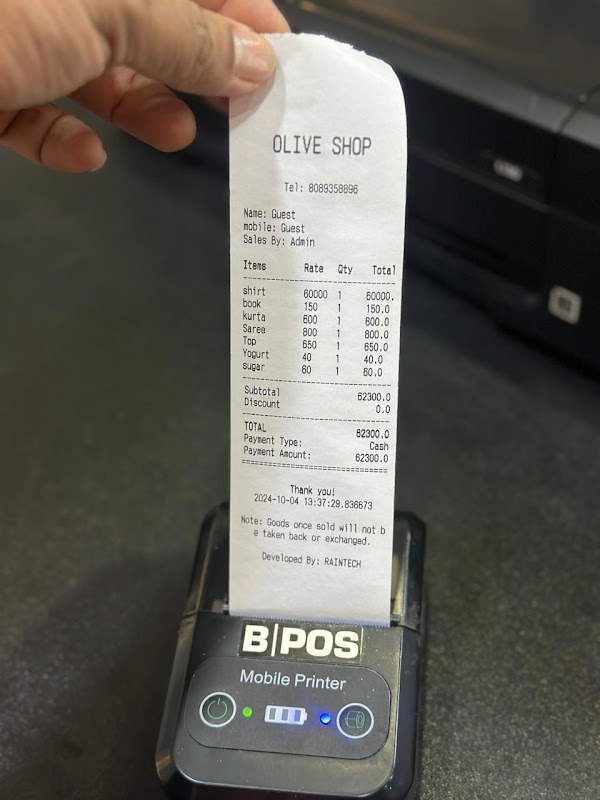 OLIVE SHOP
Tel: 8089358896
Name: Guest
mobile: Guest
Sales By: Admin
Items Rate Qty Total
shirt 60000 1 60000.
book 150 1 150.0
kurta 600 1 600.0
Saree 800 1 800.0
Top 650 1 650.0
Yogurt 40 1 40.0
sugar 60 1 60.0
Subtotal 62300.0
Discount 0.0
TOTAL 62300.0
Payment Type: Cash
Payment Amount: 62300.0
Thank you!
2024-10-04 13:37:29.836673
Note: Goods once sold will not b
e taken back or exchanged.
Developed By: RAINTECH
B|POS
Mobile Printer